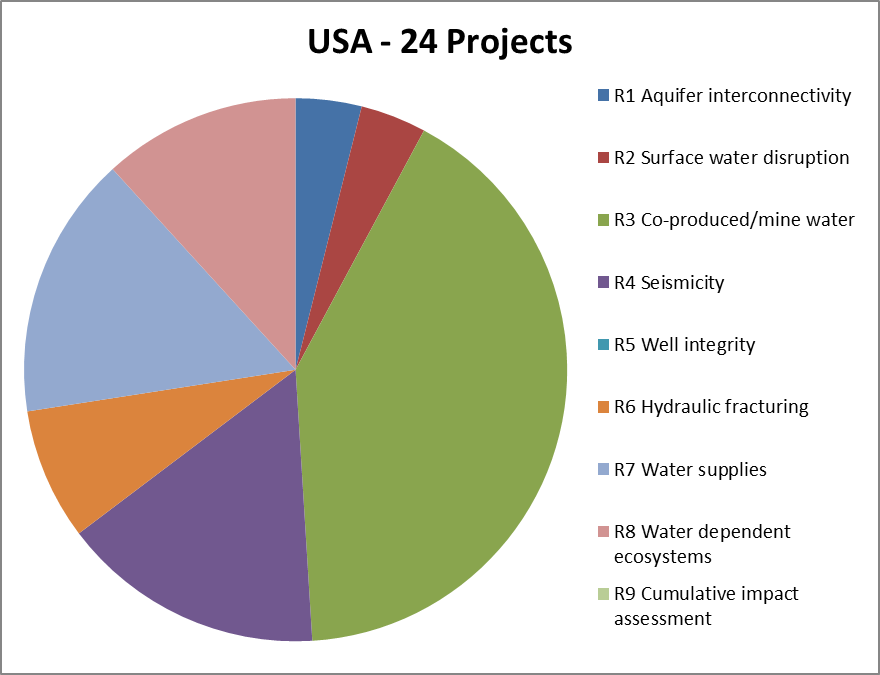 USA - 24 Projects
R1 Aquifer interconnectivity
R2 Surface water disruption
R3 Co-produced/mine water
R4 Seismicity
R5 Well integrity
R6 Hydraulic fracturing
R7 Water supplies
R8 Water dependent
ecosystems
R9 Cumulative impact
assessment